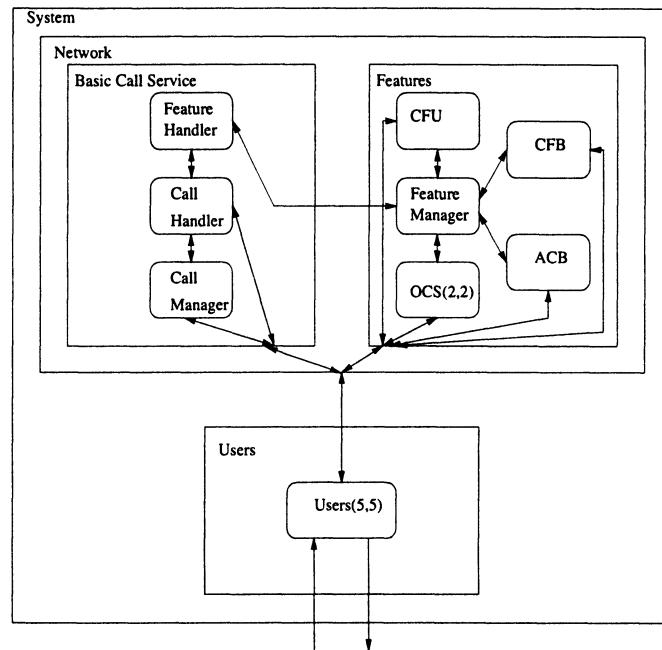 System
Network
Basic Call Service
Feature
Handler
Call
Handler
Call
Manager
Features
CFU
CFB
Feature
Manager
ACB
OCS(2,2)
Users
Users(5,5)